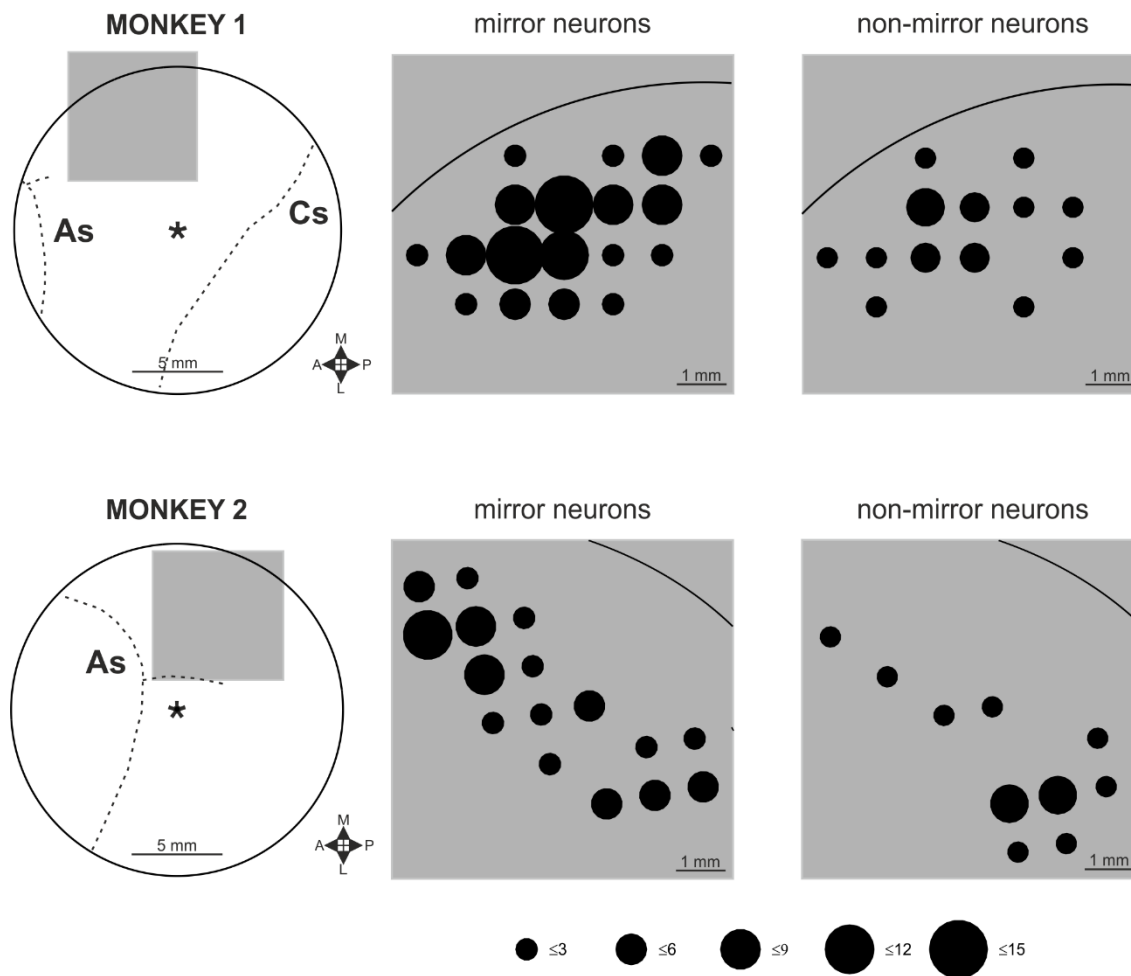 MONKEY 1
mirror neurons
non-mirror neurons
As
*
Cs
5 mm
M
A
P
L
1 mm
1 mm
MONKEY 2
mirror neurons
non-mirror neurons
As
*
5 mm
M
A
P
L
1 mm
1 mm
≤3 ≤6 ≤9 ≤12 ≤15